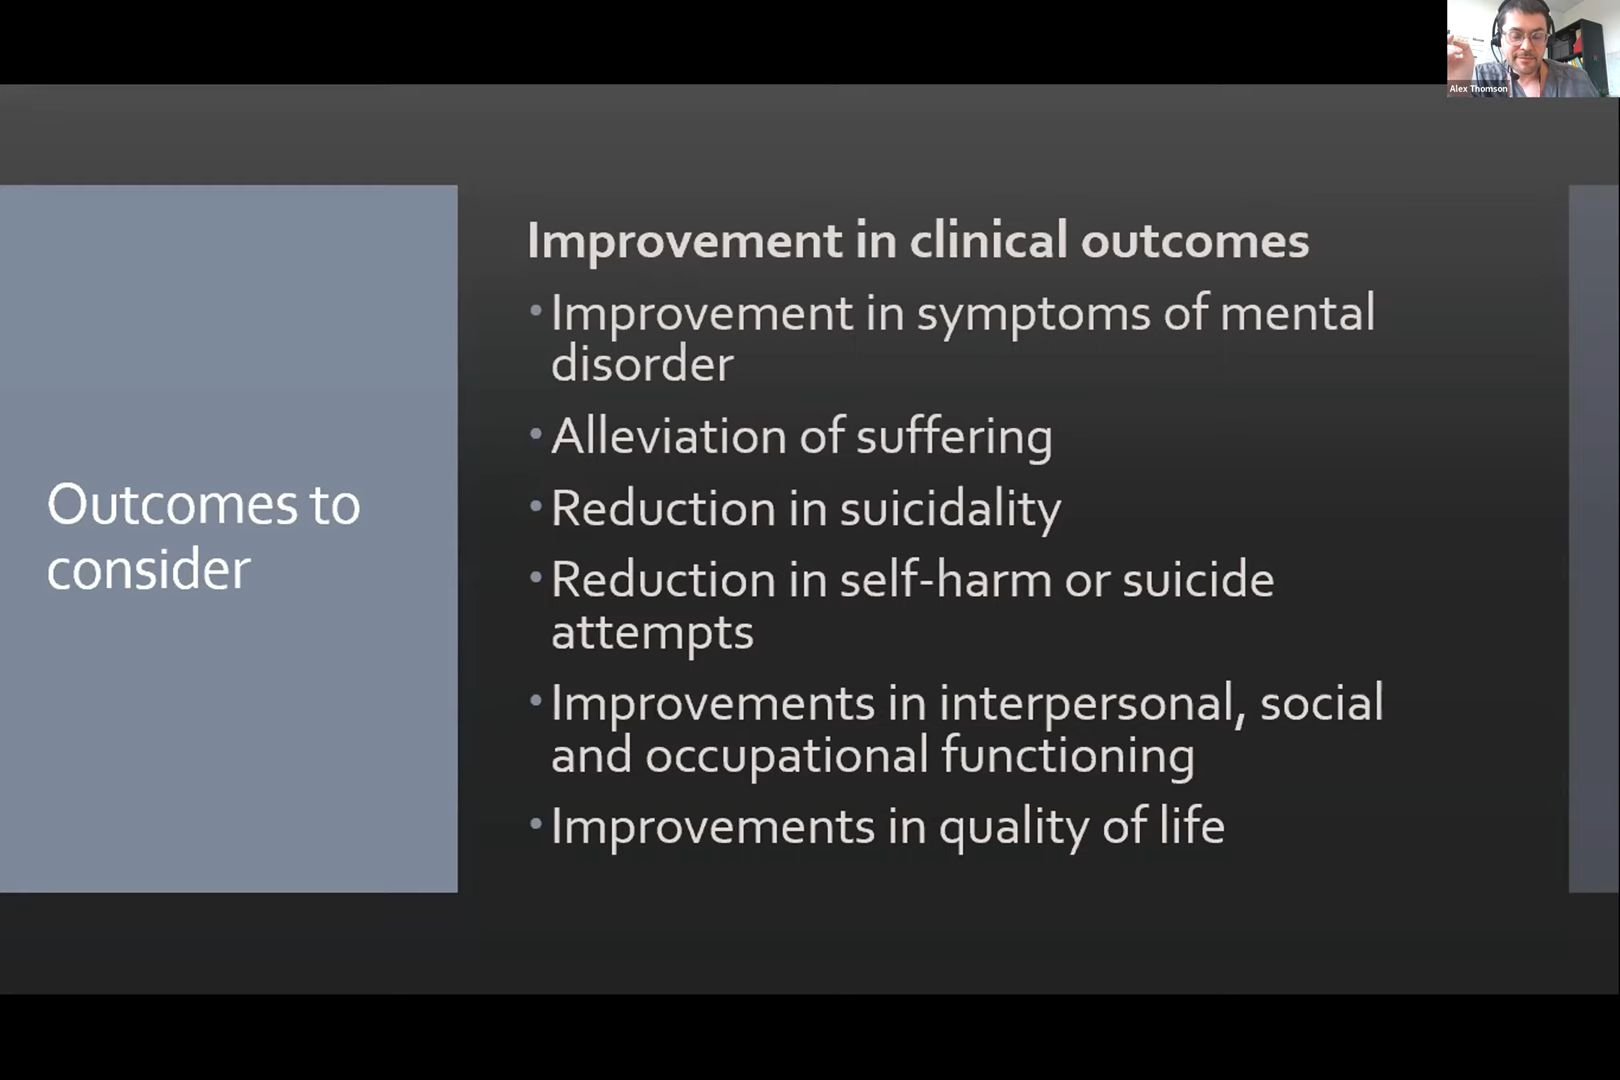 Alex Thomson
Outcomes to
consider
Improvement in clinical outcomes
•Improvement in symptoms of mental
disorder
•Alleviation of suffering
•Reduction in suicidality
•Reduction in self-harm or suicide
attempts
•Improvements in interpersonal, social
and occupational functioning
•Improvements in quality of life